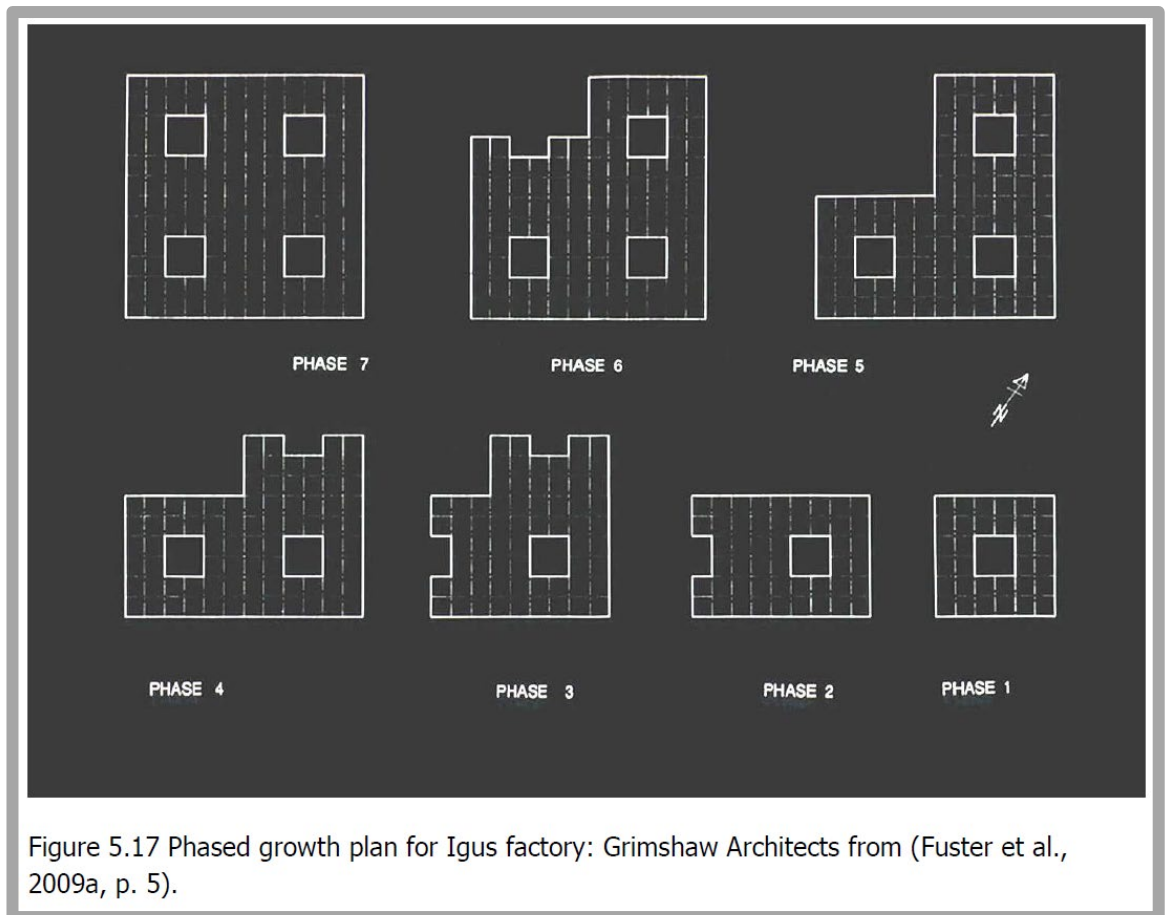 PHASE 7
PHASE 6
PHASE 5
N
PHASE 4
PHASE 3
PHASE 2
PHASE 1
Figure 5.17 Phased growth plan for Igus factory: Grimshaw Architects from (Fuster et al.,
2009a, p. 5).